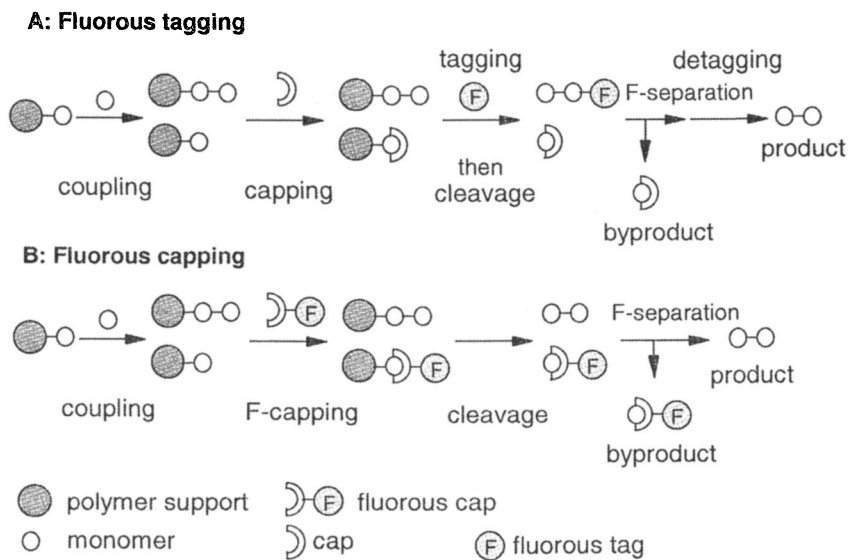 A: Fluorous tagging
tagging
detagging
F
F
F-separation
coupling
capping
then
cleavage
product
byproduct
B: Fluorous capping
F
F-separation
F
F
product
coupling
F-capping
cleavage
F
byproduct
polymer support
F
fluorous cap
monomer
cap
F
fluorous tag